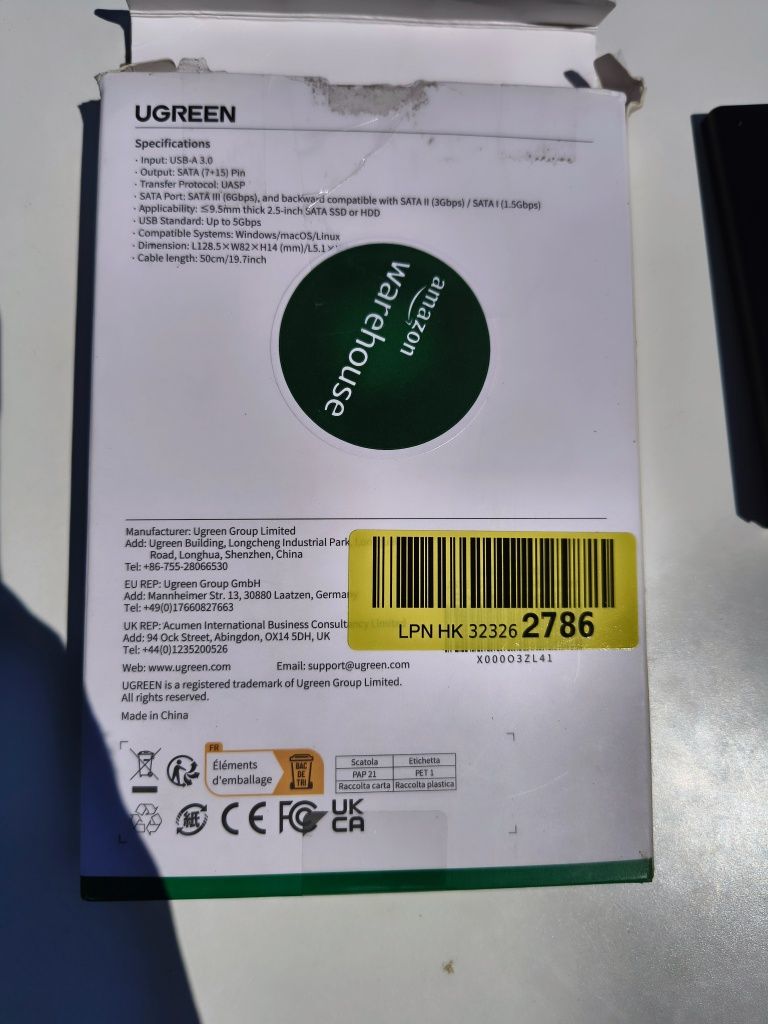 UGREEN
Specifications
· Input: USB-A 3.0
· Output: SATA (7+15) Pin
· Transfer Protocol: UASP
· SATA Port: SATA III (6Gbps), and backward compatible with SATA II (3Gbps) / SATA I (1.5Gbps)
· Applicability: ≤9.5mm thick 2.5-inch SATA SSD or HDD
· USB Standard: Up to 5Gbps
· Compatible Systems: Windows/macOS/Linux
· Dimension: L128.5×W82×H14 (mm)/L5.1×
· Cable length: 50cm/19.7inch
amazon
warehouse
Manufacturer: Ugreen Group Limited
Add: Ugreen Building, Longcheng Industrial Park,
Road, Longhua, Shenzhen, China
Tel: +86-755-28066530
EU REP: Ugreen Group GmbH
Add: Mannheimer Str. 13, 30880 Laatzen, Germany
Tel: +49(0)17660827663
UK REP: Acumen International Business Consultancy Limited
Add: 94 Ock Street, Abingdon, OX14 5DH, UK
Tel: +44(0)1235200526
LPN HK 32326 2786
X000O3ZL41
Web: www.ugreen.com Email: support@ugreen.com
UGREEN is a registered trademark of Ugreen Group Limited.
All rights reserved.
Made in China
FR
Éléments
d'emballage
BAC
DE
TRI
Scatola Etichetta
PAP 21 PET 1
Raccolta carta Raccolta plastica
紙
CE FC UK
CA